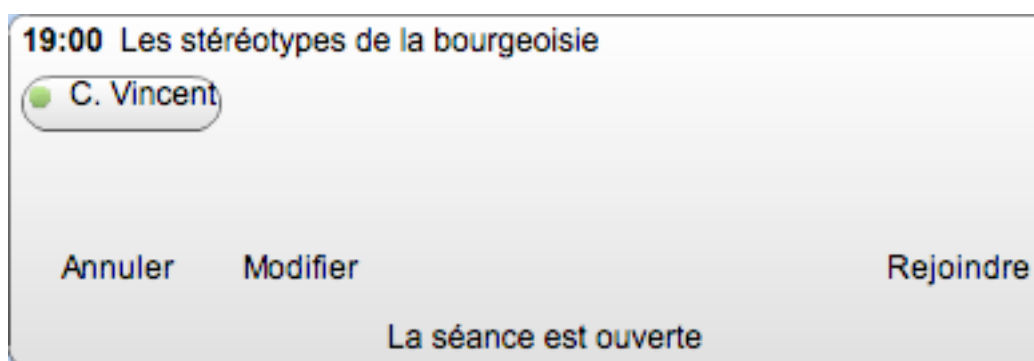 19:00 Les stéréotypes de la bourgeoisie
C. Vincent
Annuler Modifier Rejoindre
La séance est ouverte